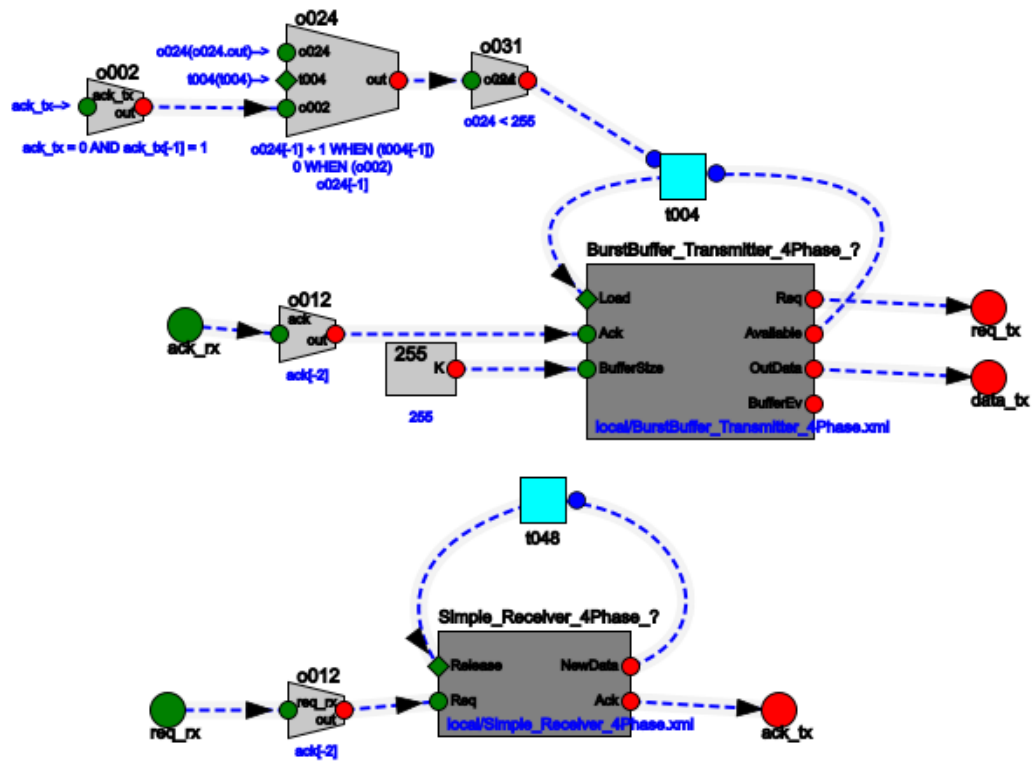 o024
o031
o002
o024(o024.out)->
o024
t004(t004)->
t004
out
ack_tx->
ack_tx
out
o002
o024 < 255
ack_tx = 0 AND ack_tx[-1] = 1
o024[-1] + 1 WHEN (t004[-1])
0 WHEN (o002)
o024[-1]
t004
BurstBuffer_Transmitter_4Phase_?
o012
ack
out
ack_rx
ack[-2]
Load
Req
req_tx
Ack
Available
255
K
BufferSize
OutData
data_tx
255
BufferEv
local/BurstBuffer_Transmitter_4Phase.xml
t048
Simple_Receiver_4Phase_?
o012
Release
NewData
req_rx
out
req_rx
Req
Ack
ack_tx
local/Simple_Receiver_4Phase.xml
ack[-2]